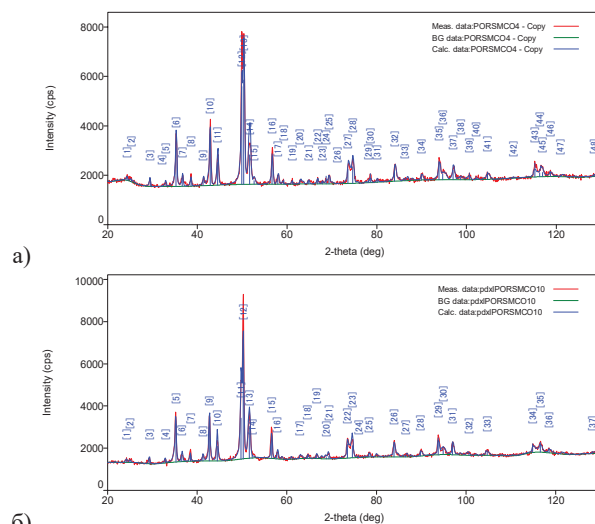 Meas. data:PORSMCO4 - Copy
BG data:PORSMCO4 - Copy
Calc. data:PORSMCO4 - Copy
Intensity (cps)
8000
6000
4000
2000
0
[1] [2] [3] [4] [5] [6] [7] [8] [9] [10] [11] [14] [15] [16] [17] [18] [19] [20] [21] [22] [23] [24] [25] [26] [27] [28] [29] [30] [31] [32] [33] [34] [35] [36] [37] [38] [39] [40] [41] [42] [43] [44] [45] [46] [47]
20 40 60 80 100 120
2-theta (deg)
а)
Meas. data:pdxlPORSMCO10
BG data:pdxlPORSMCO10
Calc. data:pdxlPORSMCO10
Intensity (cps)
10000
8000
6000
4000
2000
0
[1] [2] [3] [4] [5] [6] [7] [8] [9] [10] [11] [12] [13] [14] [15] [16] [17] [18] [19] [20] [21] [22] [23] [24] [25] [26] [27] [28] [29] [30] [31] [32] [33] [34] [35] [36] [37]
20 40 60 80 100 120
2-theta (deg)
б)